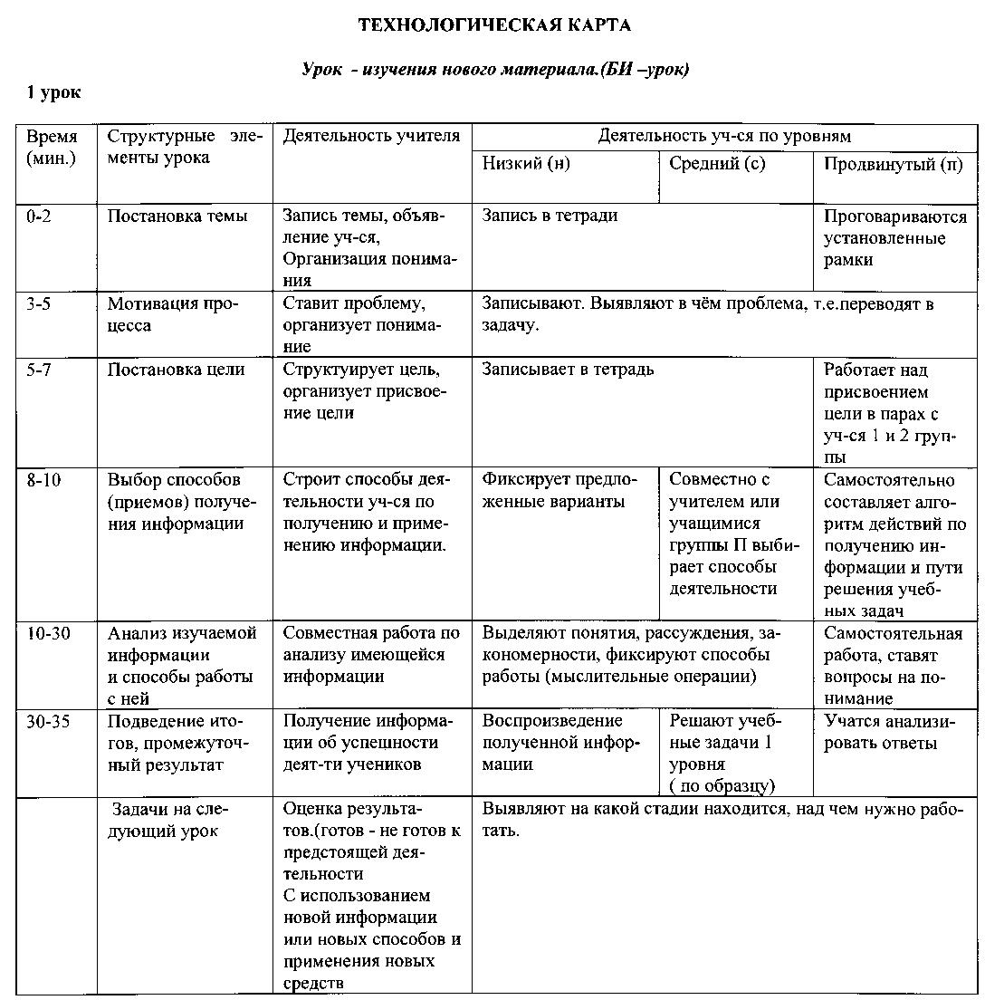 ТЕХНОЛОГИЧЕСКАЯ КАРТА
Урок - изучения нового материала.(БИ –урок)
1 урок
Время
(мин.)
Структурные эле-
менты урока
Деятельность учителя
Деятельность уч-ся по уровням
Низкий (н)
Средний (с)
Продвинутый (п)
0-2
Постановка темы
Запись темы, объяв-
ление уч-ся,
Организация понима-
ния
Запись в тетради
Проговариваются
установленные
рамки
3-5
Мотивация про-
цесса
Ставит проблему,
организует понима-
ние
Записывают. Выявляют в чём проблема, т.е.переводят в
задачу.
5-7
Постановка цели
Структуирует цель,
организует присвое-
ние цели
Записывает в тетрадь
Работает над
присвоением
цели в парах с
уч-ся 1 и 2 груп-
пы
8-10
Выбор способов
(приемов) получе-
ния информации
Строит способы дея-
тельности уч-ся по
получению и приме-
нению информации.
Фиксирует предло-
женные варианты
Совместно с
учителем или
учащимися
группы П выби-
рает способы
деятельности
Самостоятельно
составляет алго-
ритм действий по
получению ин-
формации и пути
решения учеб-
ных задач
10-30
Анализ изучаемой
информации
и способы работы
с ней
Совместная работа по
анализу имеющейся
информации
Выделяют понятия, рассуждения, за-
кономерности, фиксируют способы
работы (мыслительные операции)
Самостоятельная
работа, ставят
вопросы на по-
нимание
30-35
Подведение ито-
гов, промежуточ-
ный результат
Получение информа-
ции об успешности
деят-ти учеников
Воспроизведение
полученной инфор-
мации
Решают учеб-
ные задачи 1
уровня
( по образцу)
Учатся анализи-
ровать ответы
Задачи на сле-
дующий урок
Оценка результа-
тов.(готов - не готов к
предстоящей дея-
тельности
С использованием
новой информации
или новых способов и
применения новых
средств
Выявляют на какой стадии находится, над чем нужно рабо-
тать.